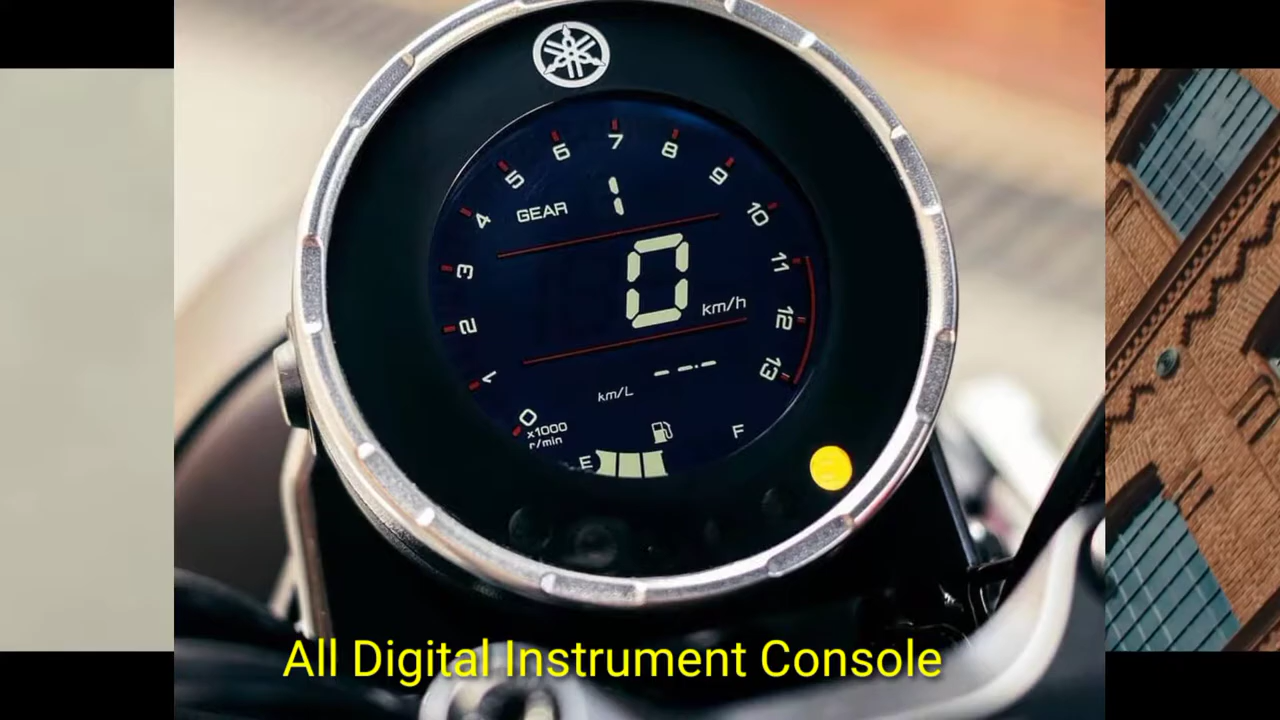 7
6
8
5
9
4
GEAR
1
10
3
0
km/h
11
2
12
1
km/L
--.-
13
0
x1000
r/min
F
E
All Digital Instrument Console